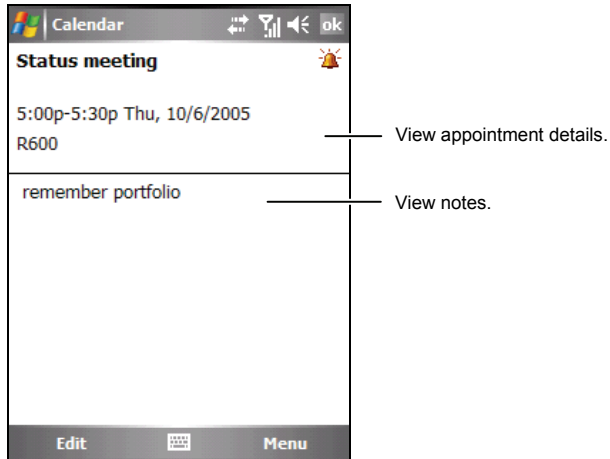 Calendar ok
Status meeting
5:00p-5:30p Thu, 10/6/2005
R600
View appointment details.
remember portfolio
View notes.
Edit Menu